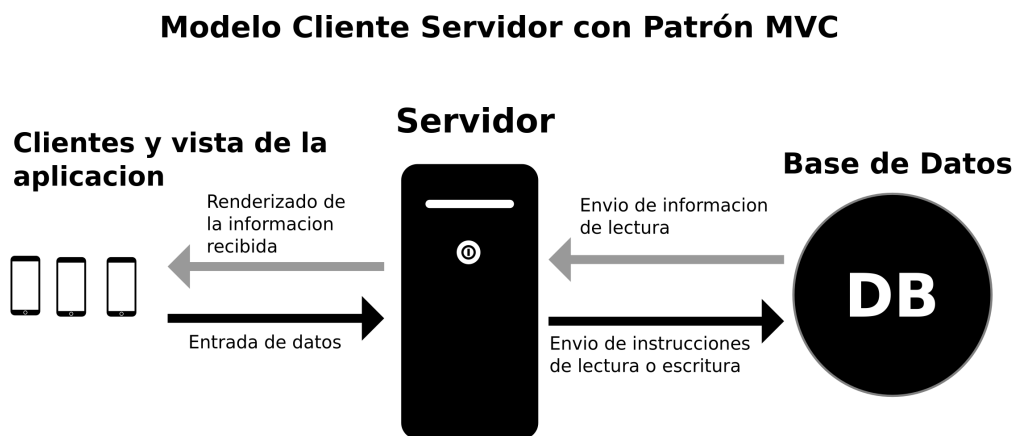 Modelo Cliente Servidor con Patrón MVC
Servidor
Clientes y vista de la
aplicacion
Base de Datos
Renderizado de
la informacion
recibida
Envio de informacion
de lectura
DB
Entrada de datos
Envio de instrucciones
de lectura o escritura